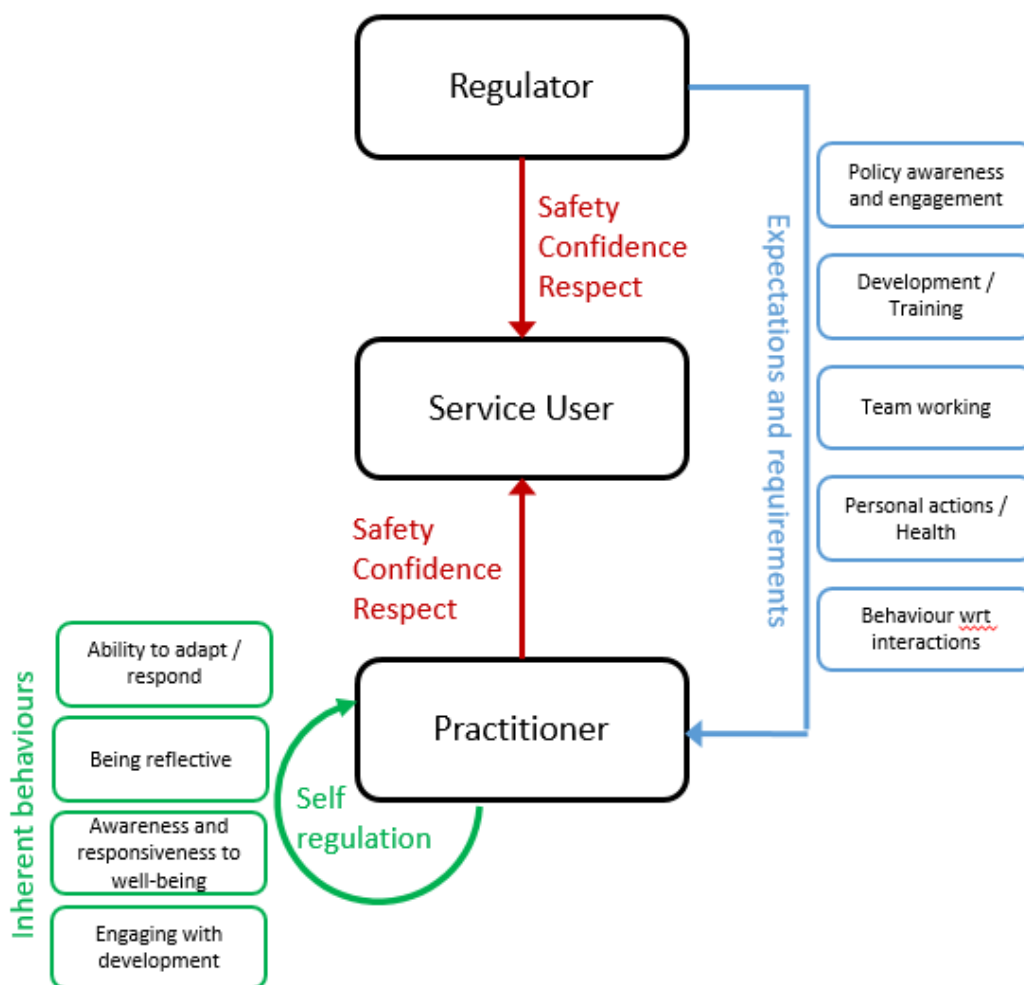 Regulator
Safety
Confidence
Respect
Expectations and requirements
Policy awareness
and engagement
Development /
Training
Team working
Personal actions /
Health
Behaviour wrt
interactions
Service User
Safety
Confidence
Respect
Practitioner
Self
regulation
Inherent behaviours
Ability to adapt /
respond
Being reflective
Awareness and
responsiveness to
well-being
Engaging with
development